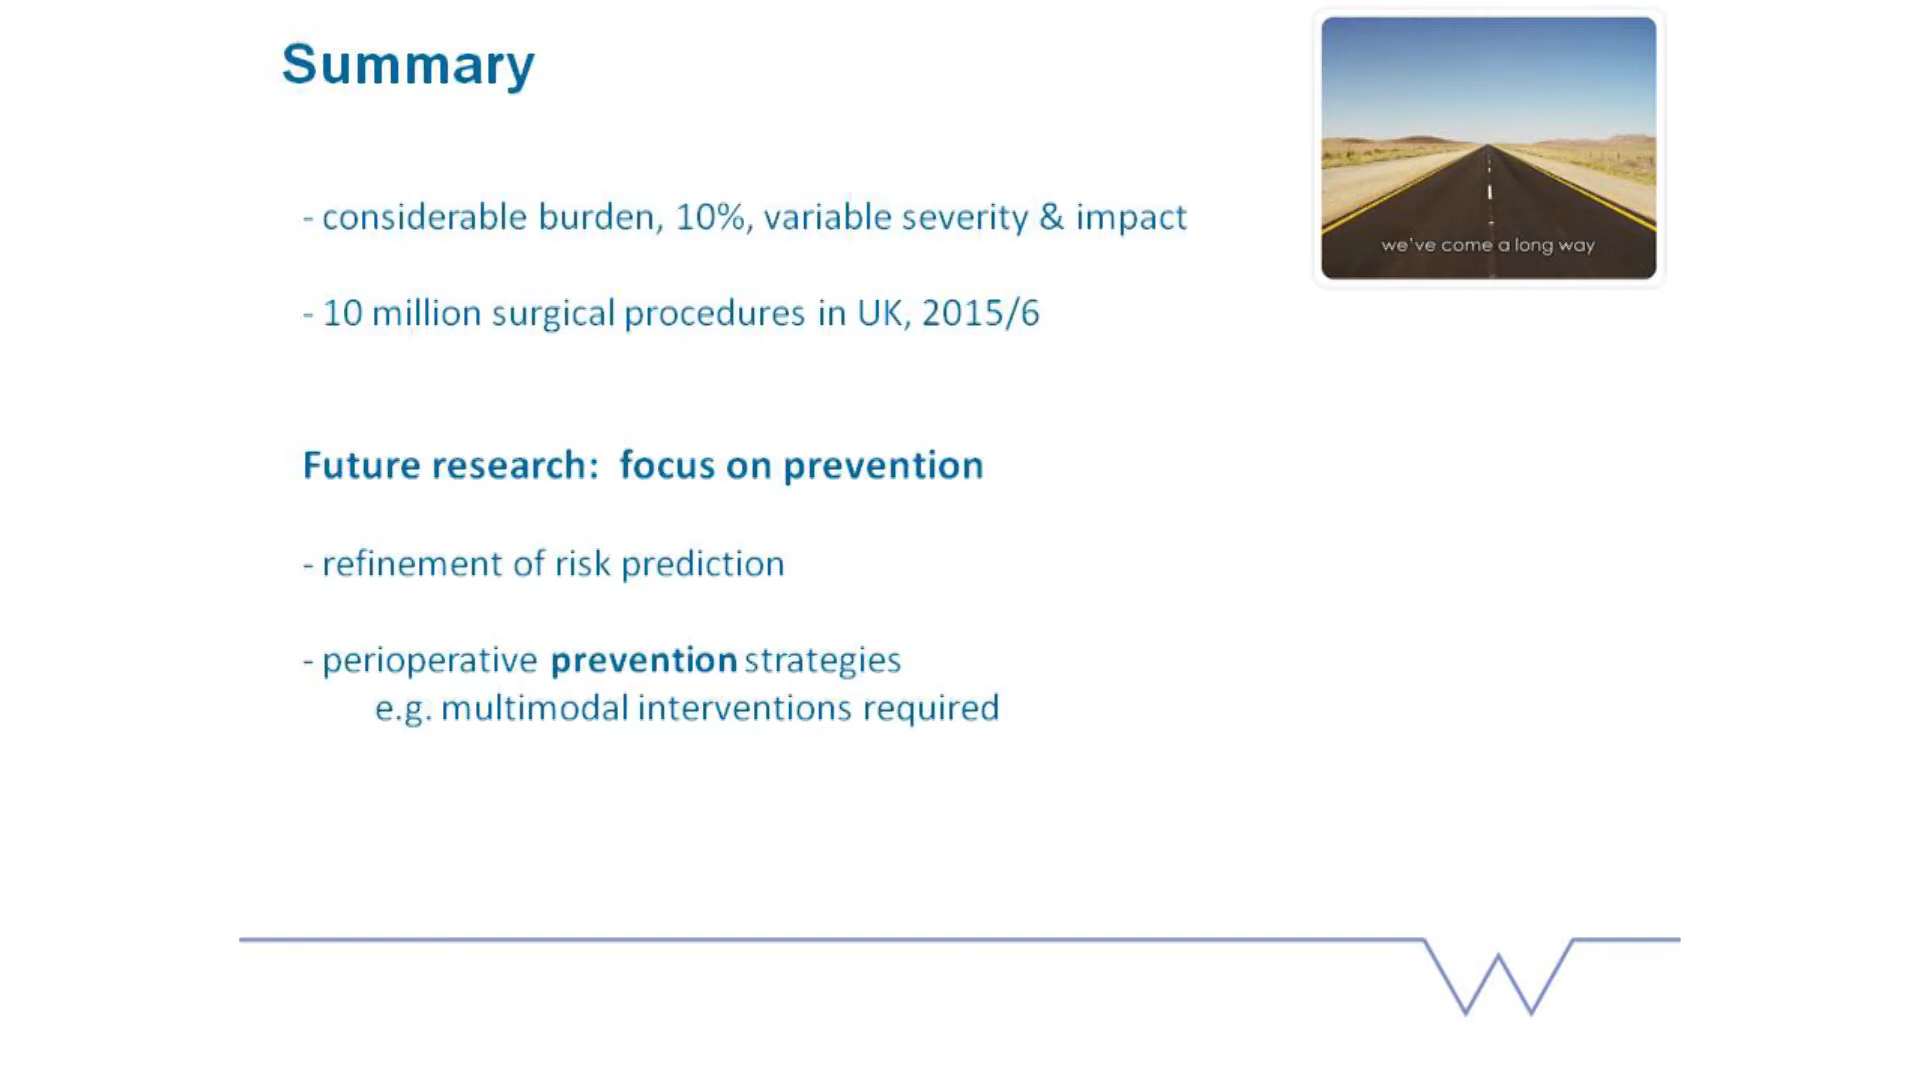 Summary
we've come a long way
- considerable burden, 10%, variable severity & impact
- 10 million surgical procedures in UK, 2015/6
Future research: focus on prevention
- refinement of risk prediction
- perioperative prevention strategies
e.g. multimodal interventions required